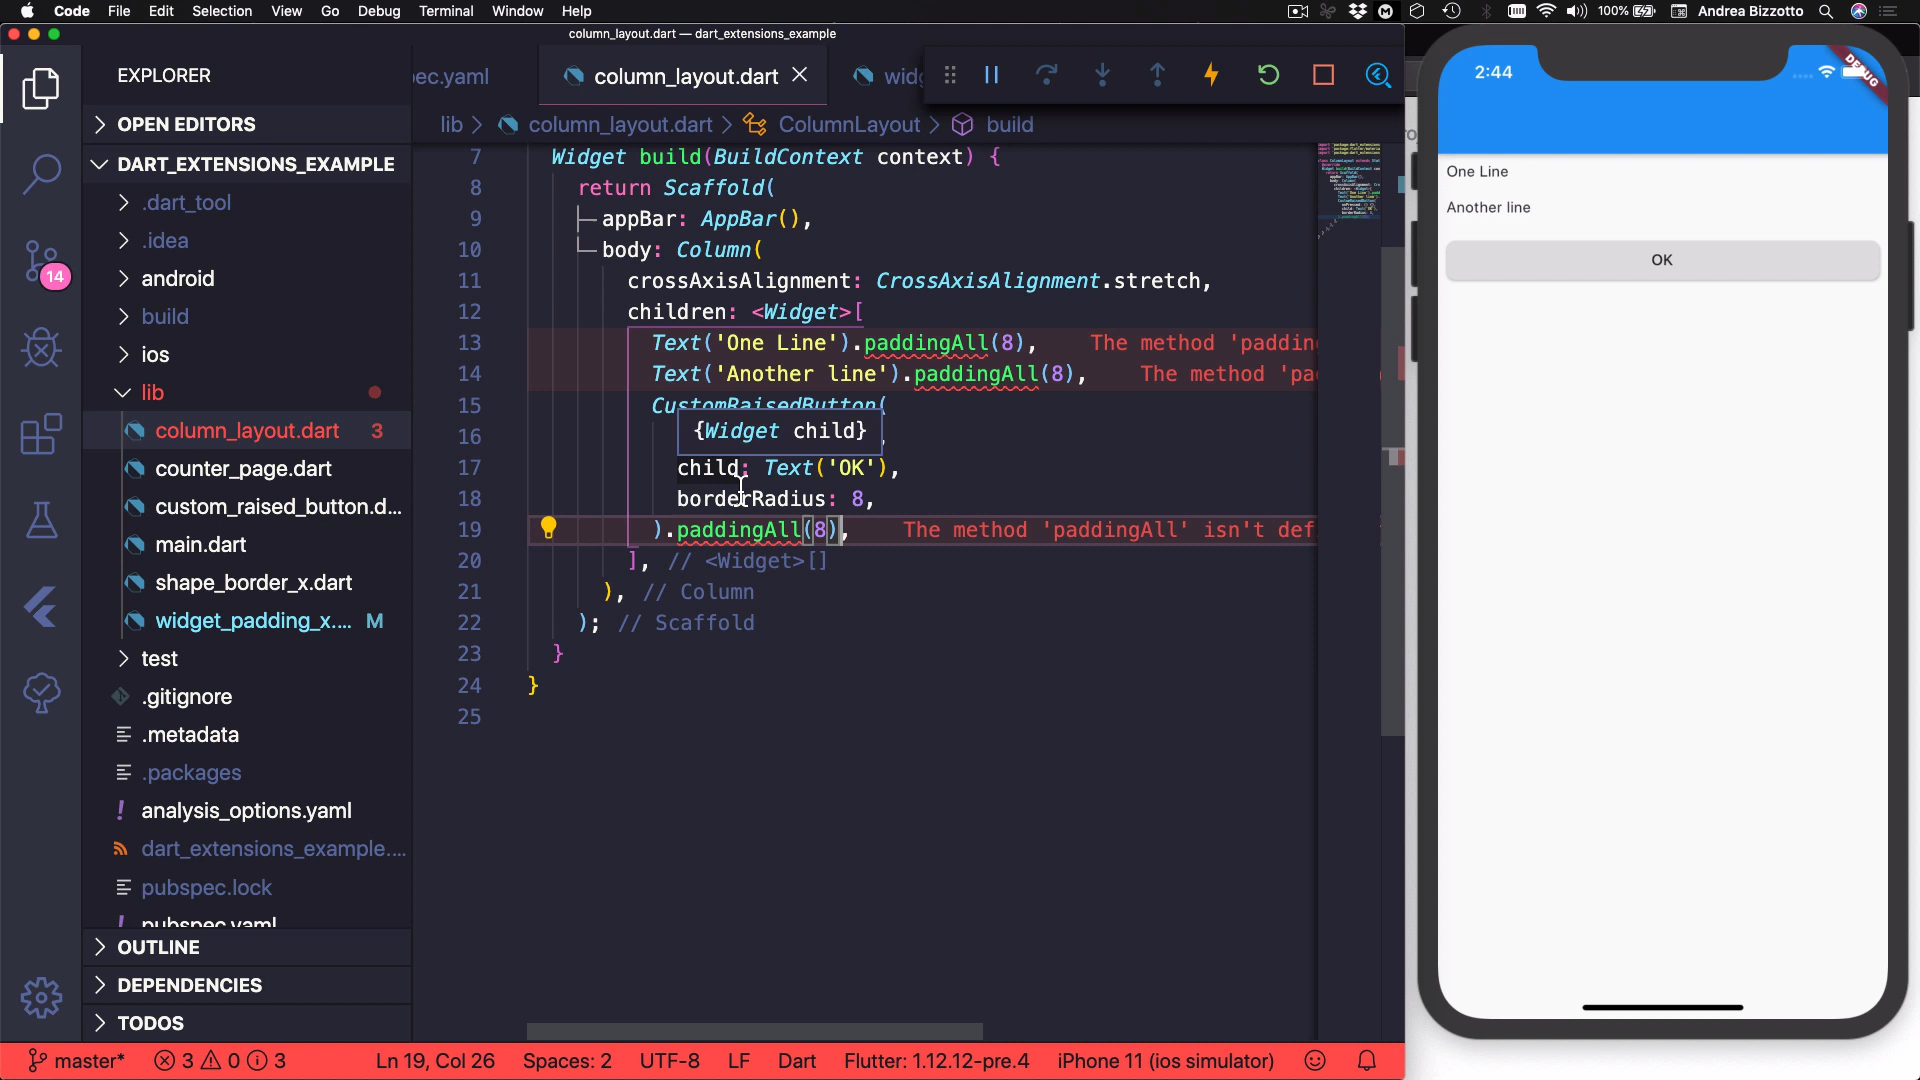 Code File Edit Selection View Go Debug Terminal Window Help 100% Andrea Bizzotto
column_layout.dart — dart_extensions_example
EXPLORER
ec.yaml column_layout.dart
lib > column_layout.dart > ColumnLayout > build
OPEN EDITORS
DART_EXTENSIONS_EXAMPLE
.dart_tool
.idea
android
build
ios
lib
column_layout.dart 3
counter_page.dart
custom_raised_button.d...
main.dart
shape_border_x.dart
widget_padding_x.... M
test
.gitignore
.metadata
.packages
analysis_options.yaml
dart_extensions_example....
pubspec.lock
pubspec.yaml
OUTLINE
DEPENDENCIES
TODOS
14
7 Widget build(BuildContext context) {
8 return Scaffold(
9 appBar: AppBar(),
10 body: Column(
11 crossAxisAlignment: CrossAxisAlignment.stretch,
12 children: <Widget>[
13 Text('One Line').paddingAll(8), The method 'paddin
14 Text('Another line').paddingAll(8), The method 'pa
15 CustomRaisedButton(
16 {Widget child} ,
17 child: Text('OK'),
18 borderRadius: 8,
19 ).paddingAll(8), The method 'paddingAll' isn't def
20 ], // <Widget>[]
21 ), // Column
22 ); // Scaffold
23 }
24 }
25
master* 3 0 3 Ln 19, Col 26 Spaces: 2 UTF-8 LF Dart Flutter: 1.12.12-pre.4 iPhone 11 (ios simulator)
2:44
DEBUG
One Line
Another line
OK